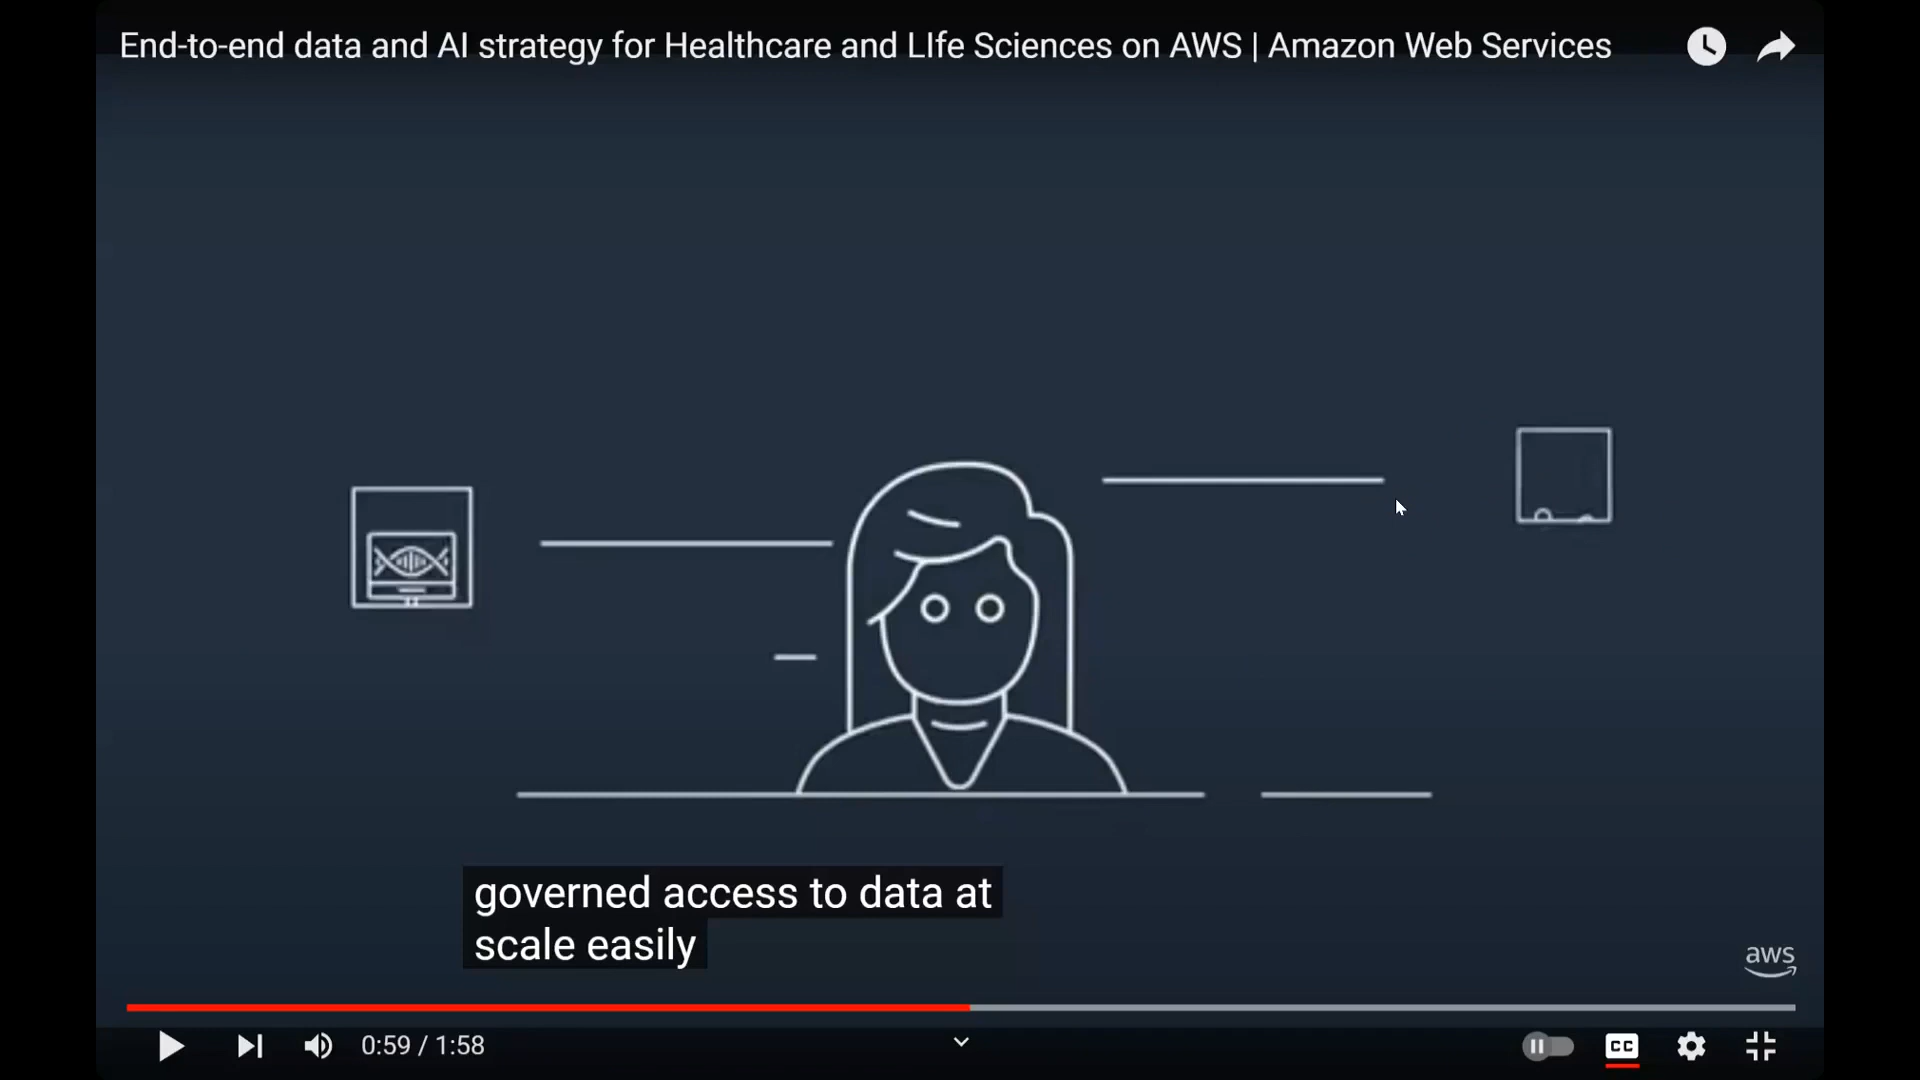 End-to-end data and AI strategy for Healthcare and LIfe Sciences on AWS | Amazon Web Services
governed access to data at
scale easily
aws
0:59 / 1:58
CC